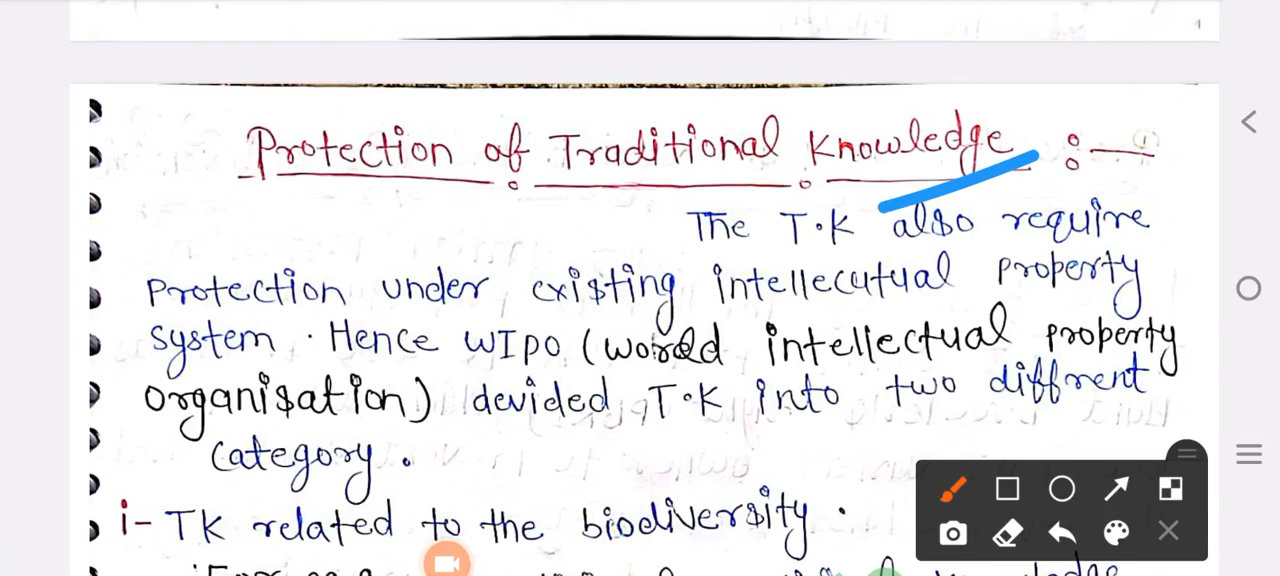 Protection of Traditional Knowledge :-
The T.K also require
Protection under existing intellecutual property
system. Hence WIPO (world intellectual property
organisation) devided T.K into two diffrent
category.
i- TK related to the biodiversity.